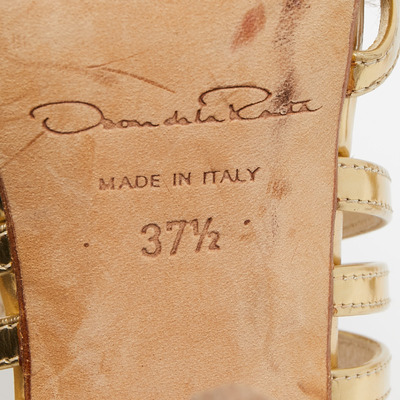 Oscar de la Renta
MADE IN ITALY
37½